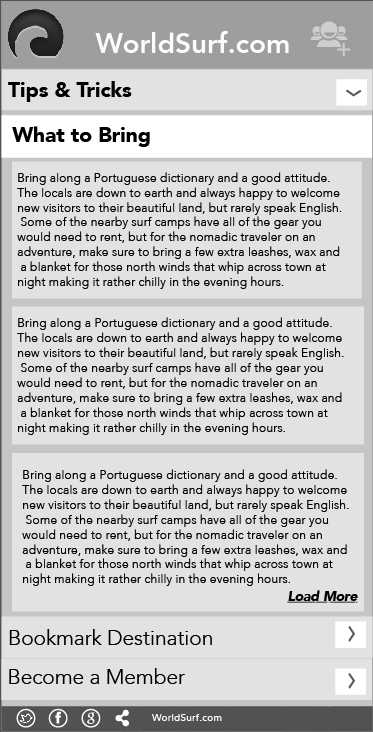 WorldSurf.com
Tips & Tricks
What to Bring
Bring along a Portuguese dictionary and a good attitude.
The locals are down to earth and always happy to welcome
new visitors to their beautiful land, but rarely speak English.
Some of the nearby surf camps have all of the gear you
would need to rent, but for the nomadic traveler on an
adventure, make sure to bring a few extra leashes, wax and
a blanket for those north winds that whip across town at
night making it rather chilly in the evening hours.
Bring along a Portuguese dictionary and a good attitude.
The locals are down to earth and always happy to welcome
new visitors to their beautiful land, but rarely speak English.
Some of the nearby surf camps have all of the gear you
would need to rent, but for the nomadic traveler on an
adventure, make sure to bring a few extra leashes, wax and
a blanket for those north winds that whip across town at
night making it rather chilly in the evening hours.
Bring along a Portuguese dictionary and a good attitude.
The locals are down to earth and always happy to welcome
new visitors to their beautiful land, but rarely speak English.
Some of the nearby surf camps have all of the gear you
would need to rent, but for the nomadic traveler on an
adventure, make sure to bring a few extra leashes, wax and
a blanket for those north winds that whip across town at
night making it rather chilly in the evening hours.
Load More
Bookmark Destination
Become a Member
WorldSurf.com